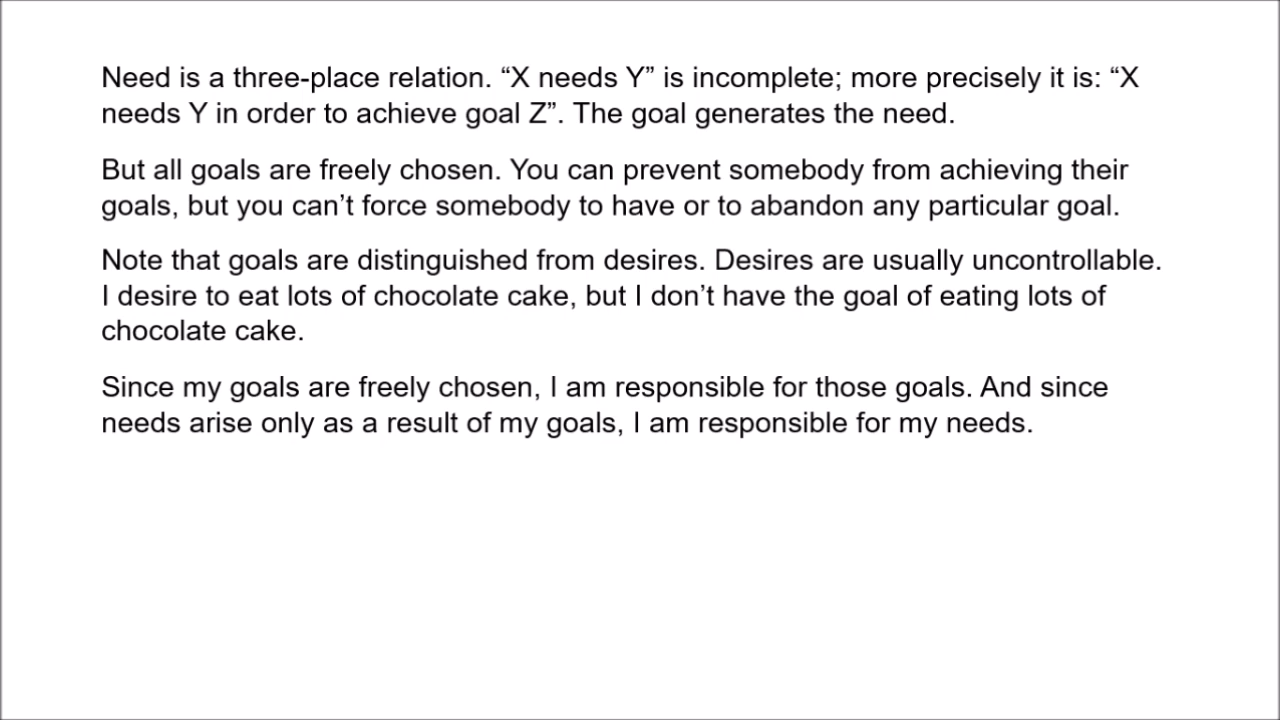 Need is a three-place relation. “X needs Y” is incomplete; more precisely it is: “X
needs Y in order to achieve goal Z”. The goal generates the need.
But all goals are freely chosen. You can prevent somebody from achieving their
goals, but you can’t force somebody to have or to abandon any particular goal.
Note that goals are distinguished from desires. Desires are usually uncontrollable.
I desire to eat lots of chocolate cake, but I don’t have the goal of eating lots of
chocolate cake.
Since my goals are freely chosen, I am responsible for those goals. And since
needs arise only as a result of my goals, I am responsible for my needs.